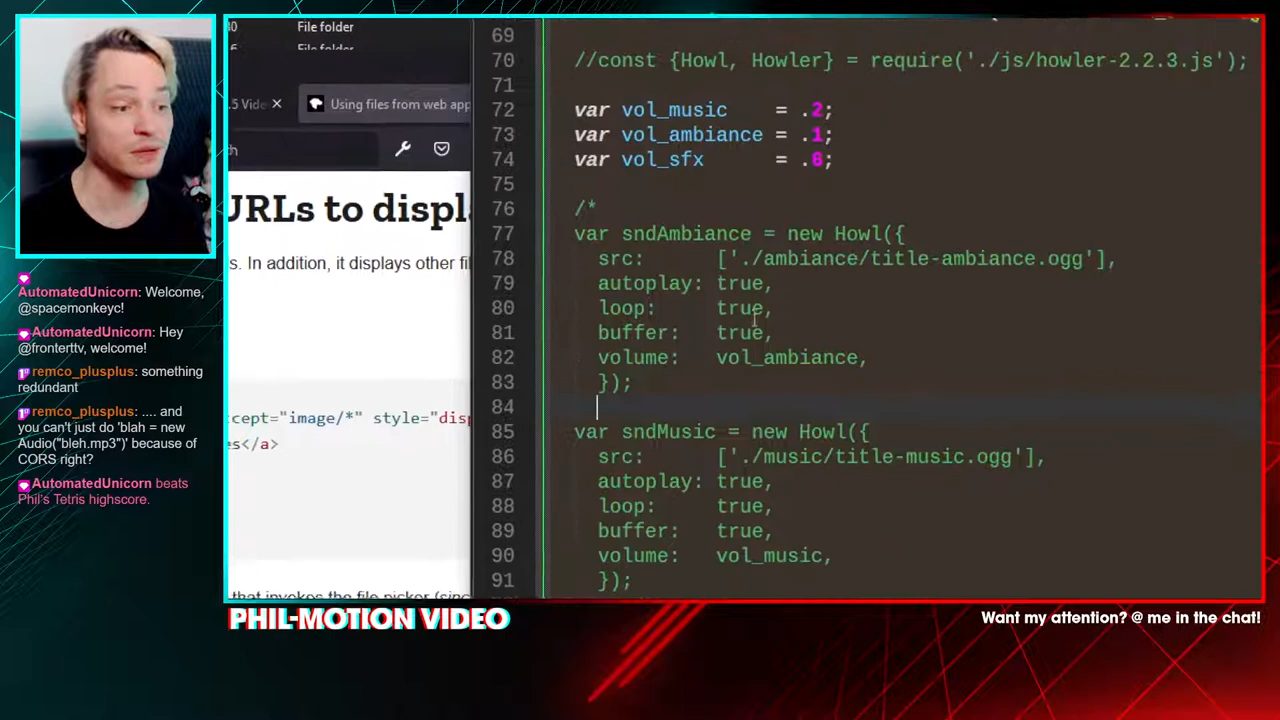 File folder
File folder
.5 Vide ×
Using files from web app
URLs to displ
s. In addition, it displays other fil
ccept="image/*" style="disp
es</a>
that invokes the file picker (sinc
69
70 //const {Howl, Howler} = require('./js/howler-2.2.3.js');
71
72 var vol_music = .2;
73 var vol_ambiance = .1;
74 var vol_sfx = .6;
75
76 /*
77 var sndAmbiance = new Howl({
78 src: ['./ambiance/title-ambiance.ogg'],
79 autoplay: true,
80 loop: true,
81 buffer: true,
82 volume: vol_ambiance,
83 });
84
85 var sndMusic = new Howl({
86 src: ['./music/title-music.ogg'],
87 autoplay: true,
88 loop: true,
89 buffer: true,
90 volume: vol_music,
91 });
AutomatedUnicorn: Welcome,
@spacemonkeyc!
AutomatedUnicorn: Hey
@fronterttv, welcome!
remco_plusplus: something
redundant
remco_plusplus: .... and
you can't just do 'blah = new
Audio("bleh.mp3")' because of
CORS right?
AutomatedUnicorn beats
Phil's Tetris highscore.
PHIL-MOTION VIDEO
Want my attention? @ me in the chat!